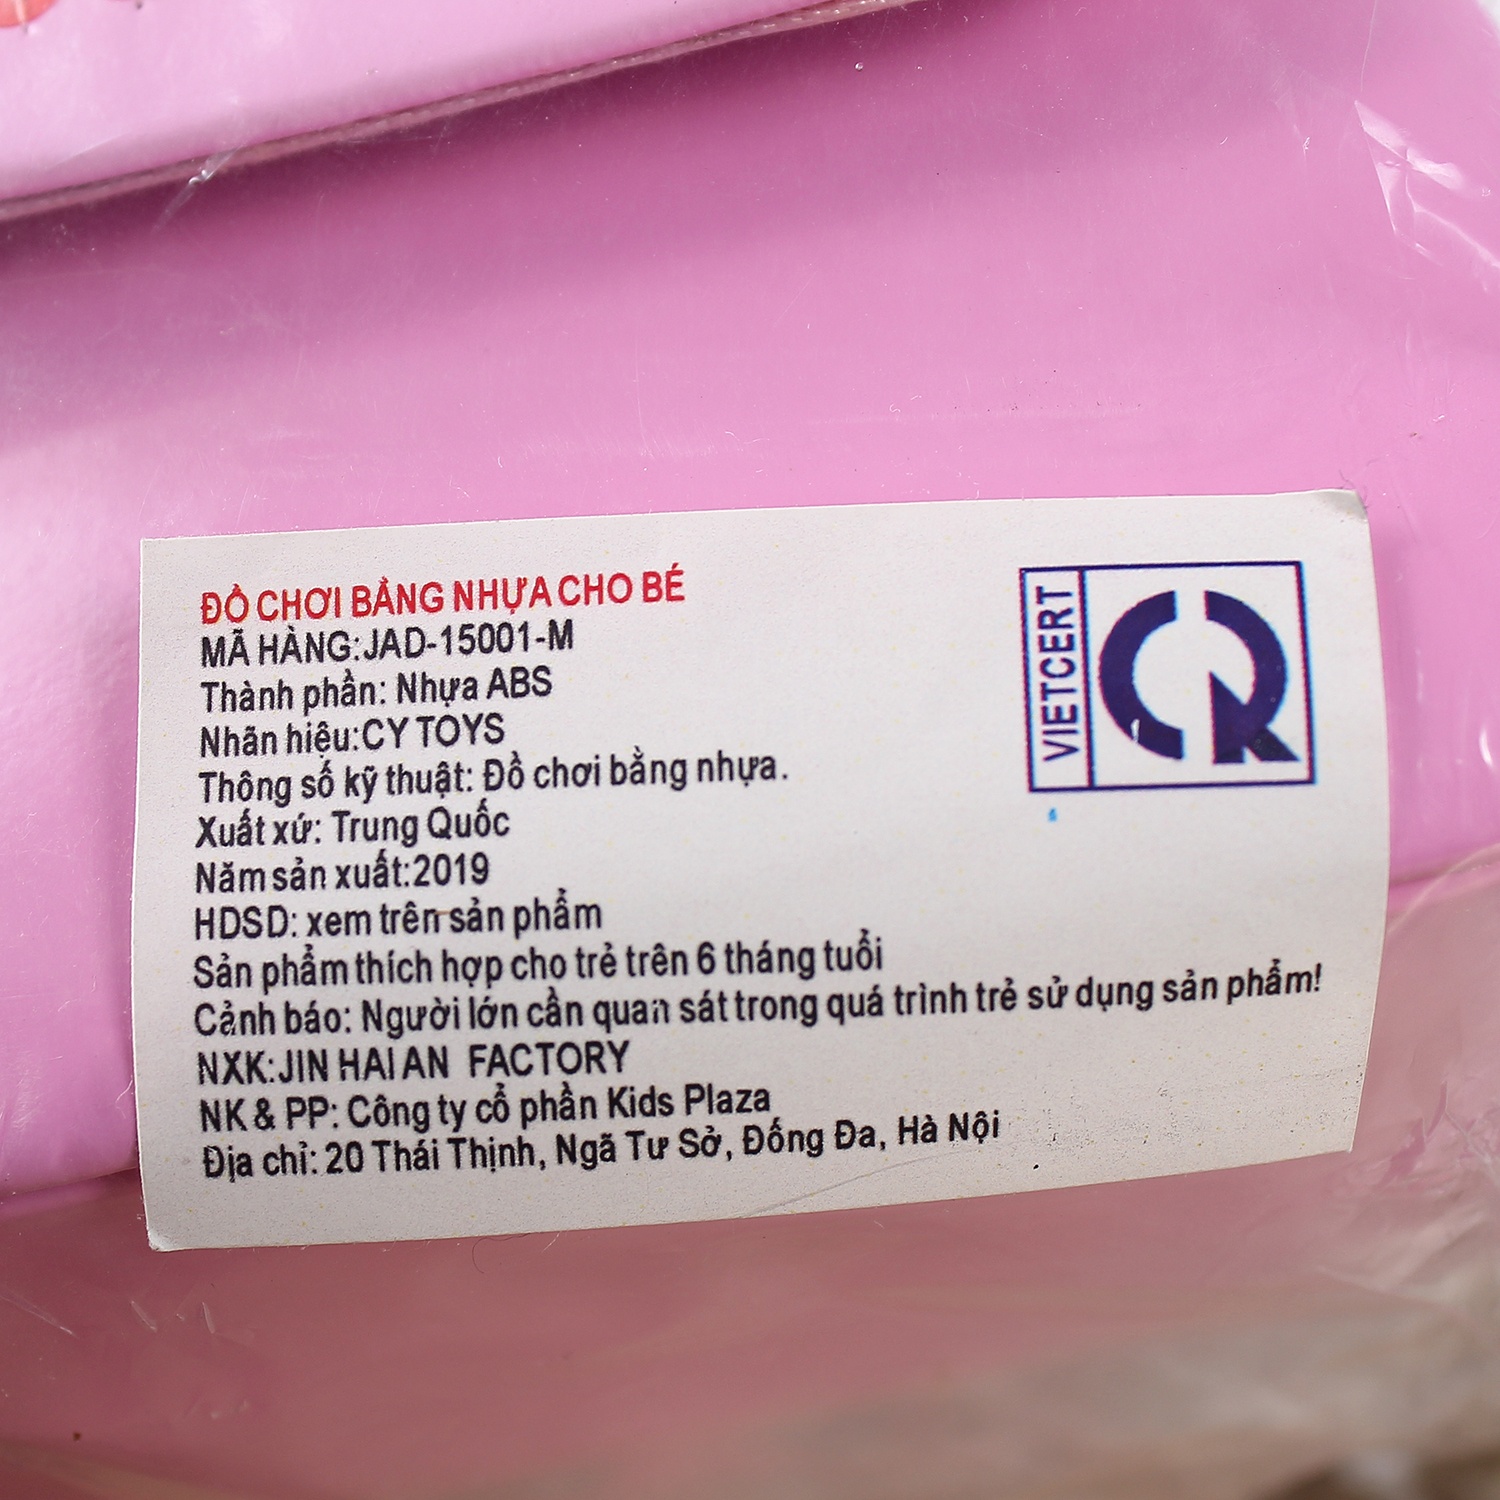 ĐỒ CHƠI BẰNG NHỰA CHO BÉ
MÃ HÀNG:JAD-15001-M
Thành phần: Nhựa ABS
Nhãn hiệu:CY TOYS
Thông số kỹ thuật: Đồ chơi bằng nhựa.
Xuất xứ: Trung Quốc
Năm sản xuất:2019
HDSD: xem trên sản phẩm
Sản phẩm thích hợp cho trẻ trên 6 tháng tuổi
Cảnh báo: Người lớn cần quan sát trong quá trình trẻ sử dụng sản phẩm!
NXK:JIN HAI AN FACTORY
NK & PP: Công ty cổ phần Kids Plaza
Địa chỉ: 20 Thái Thịnh, Ngã Tư Sở, Đống Đa, Hà Nội
VIETCERT
CR